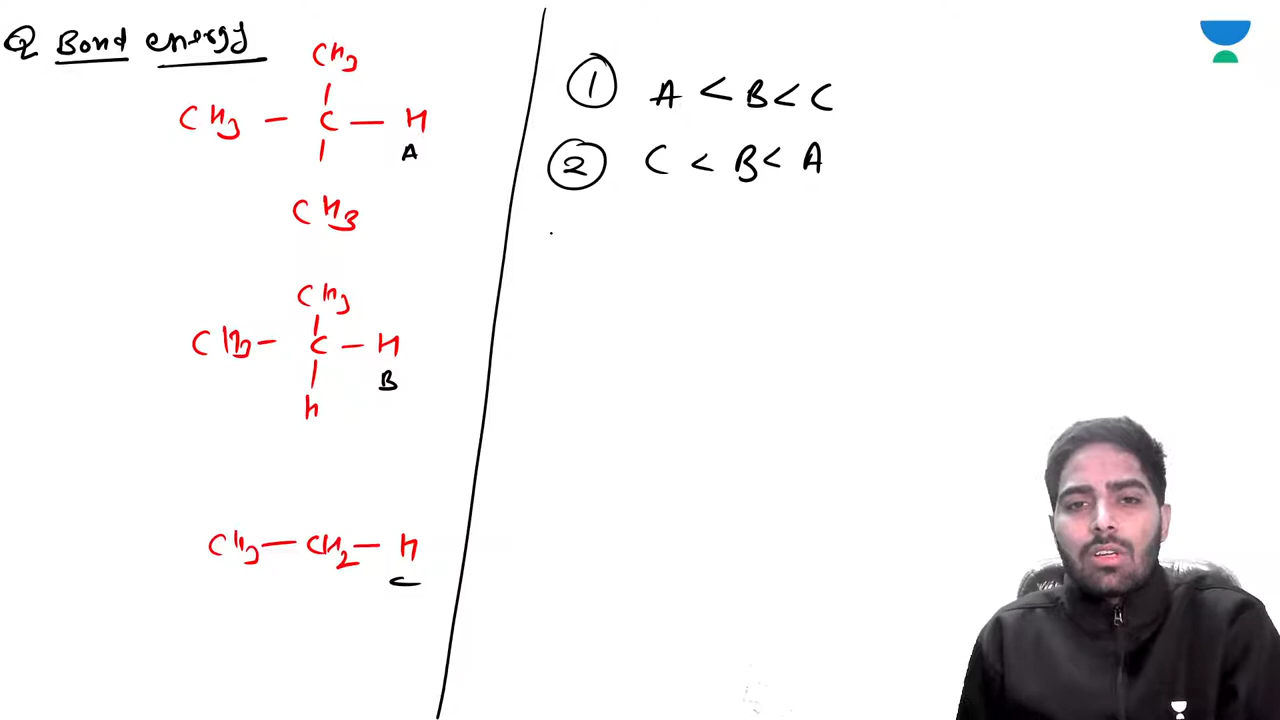 Q Bond energy
CH3
CH3 - C - H
A
CH3
CH3
CH3 - C - H
B
H
CH3 - CH2 - H
C
① A < B < C
② C < B < A